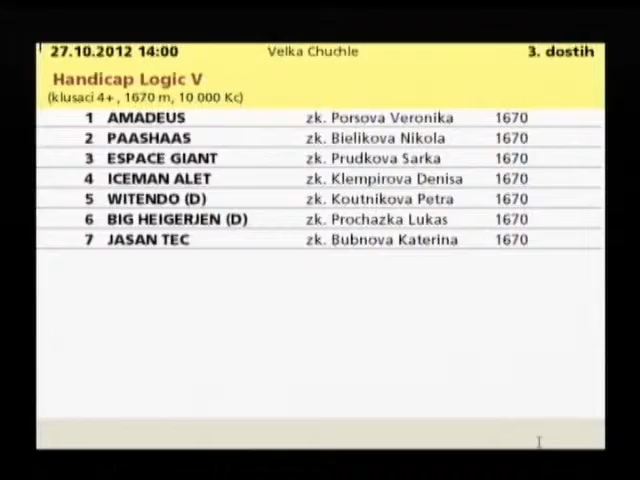 27.10.2012 14:00 Velka Chuchle 3. dostih
Handicap Logic V
(klusaci 4+, 1670 m, 10 000 Kc)
1 AMADEUS zk. Porsova Veronika 1670
2 PAASHAAS zk. Bielikova Nikola 1670
3 ESPACE GIANT zk. Prudkova Sarka 1670
4 ICEMAN ALET zk. Klempirova Denisa 1670
5 WITENDO (D) zk. Koutnikova Petra 1670
6 BIG HEIGERJEN (D) zk. Prochazka Lukas 1670
7 JASAN TEC zk. Bubnova Katerina 1670